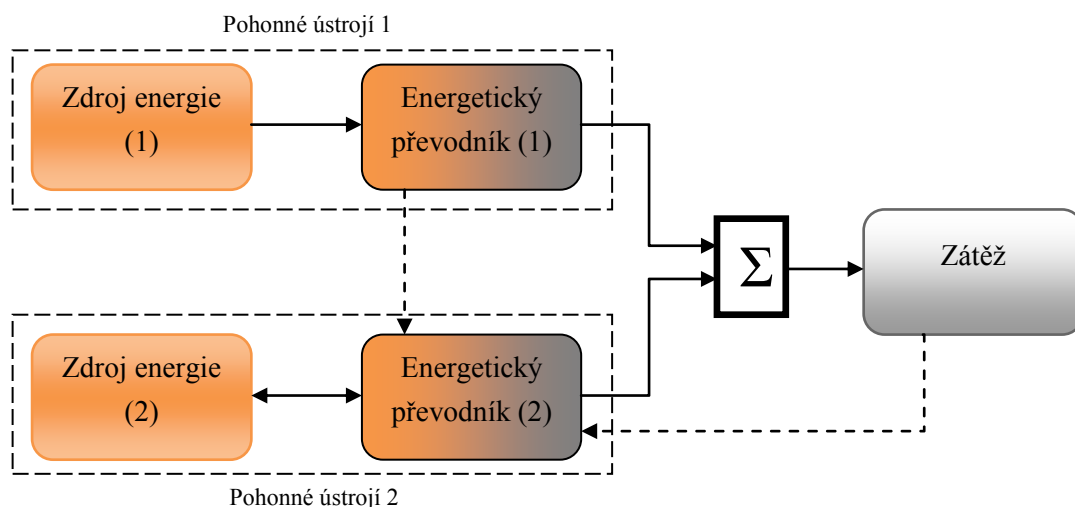 Pohonné ústrojí 1
Zdroj energie
(1)
Energetický
převodník (1)
Σ
Zátěž
Zdroj energie
(2)
Energetický
převodník (2)
Pohonné ústrojí 2